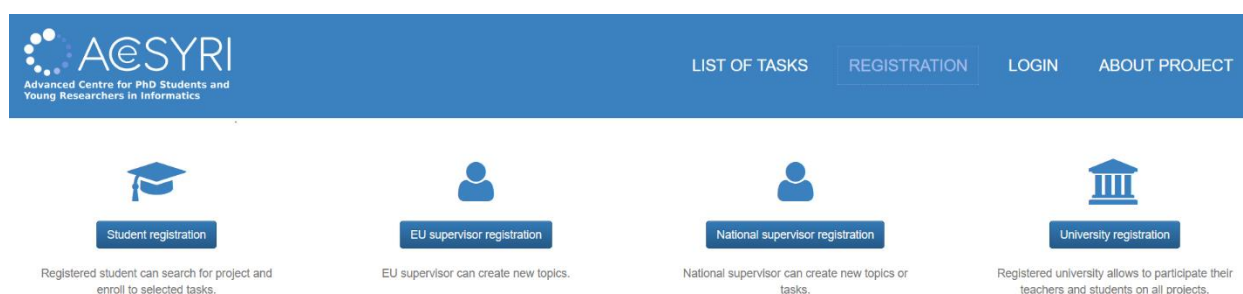 ACeSYRI
Advanced Centre for PhD Students and
Young Researchers in Informatics
LIST OF TASKS
REGISTRATION
LOGIN
ABOUT PROJECT
Student registration
EU supervisor registration
National supervisor registration
University registration
Registered student can search for project and
enroll to selected tasks.
EU supervisor can create new topics.
National supervisor can create new topics or
tasks.
Registered university allows to participate their
teachers and students on all projects.